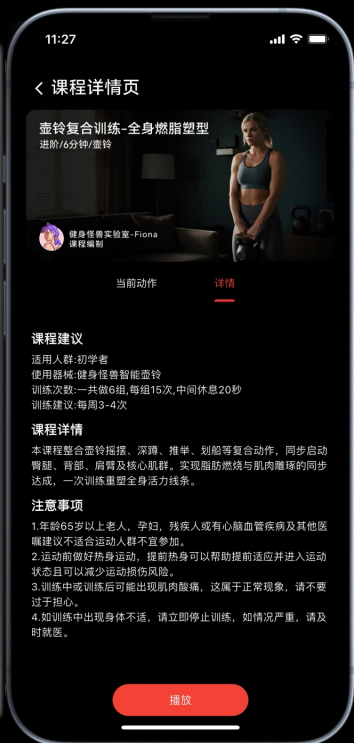 11:27
课程详情页
壶铃复合训练-全身燃脂塑型
进阶/6分钟/壶铃
健身怪兽实验室-Fiona
课程编制
当前动作
详情
课程建议
适用人群:初学者
使用器械:健身怪兽智能壶铃
训练次数:一共做6组,每组15次,中间休息20秒
训练建议:每周3-4次
课程详情
本课程整合壶铃摇摆、深蹲、推举、划船等复合动作，同步启动
臀腿、背部、肩臂及核心肌群。实现脂肪燃烧与肌肉雕琢的同步
达成，一次训练重塑全身活力线条。
注意事项
1.年龄65岁以上老人，孕妇，残疾人或有心脑血管疾病及其他医
嘱建议不适合运动人群不宜参加。
2.运动前做好热身运动，提前热身可以帮助提前适应并进入运动
状态且可以减少运动损伤风险。
3.训练中或训练后可能出现肌肉酸痛，这属于正常现象，请不要
过于担心。
4.如训练中出现身体不适，请立即停止训练，如情况严重，请及
时就医。
播放